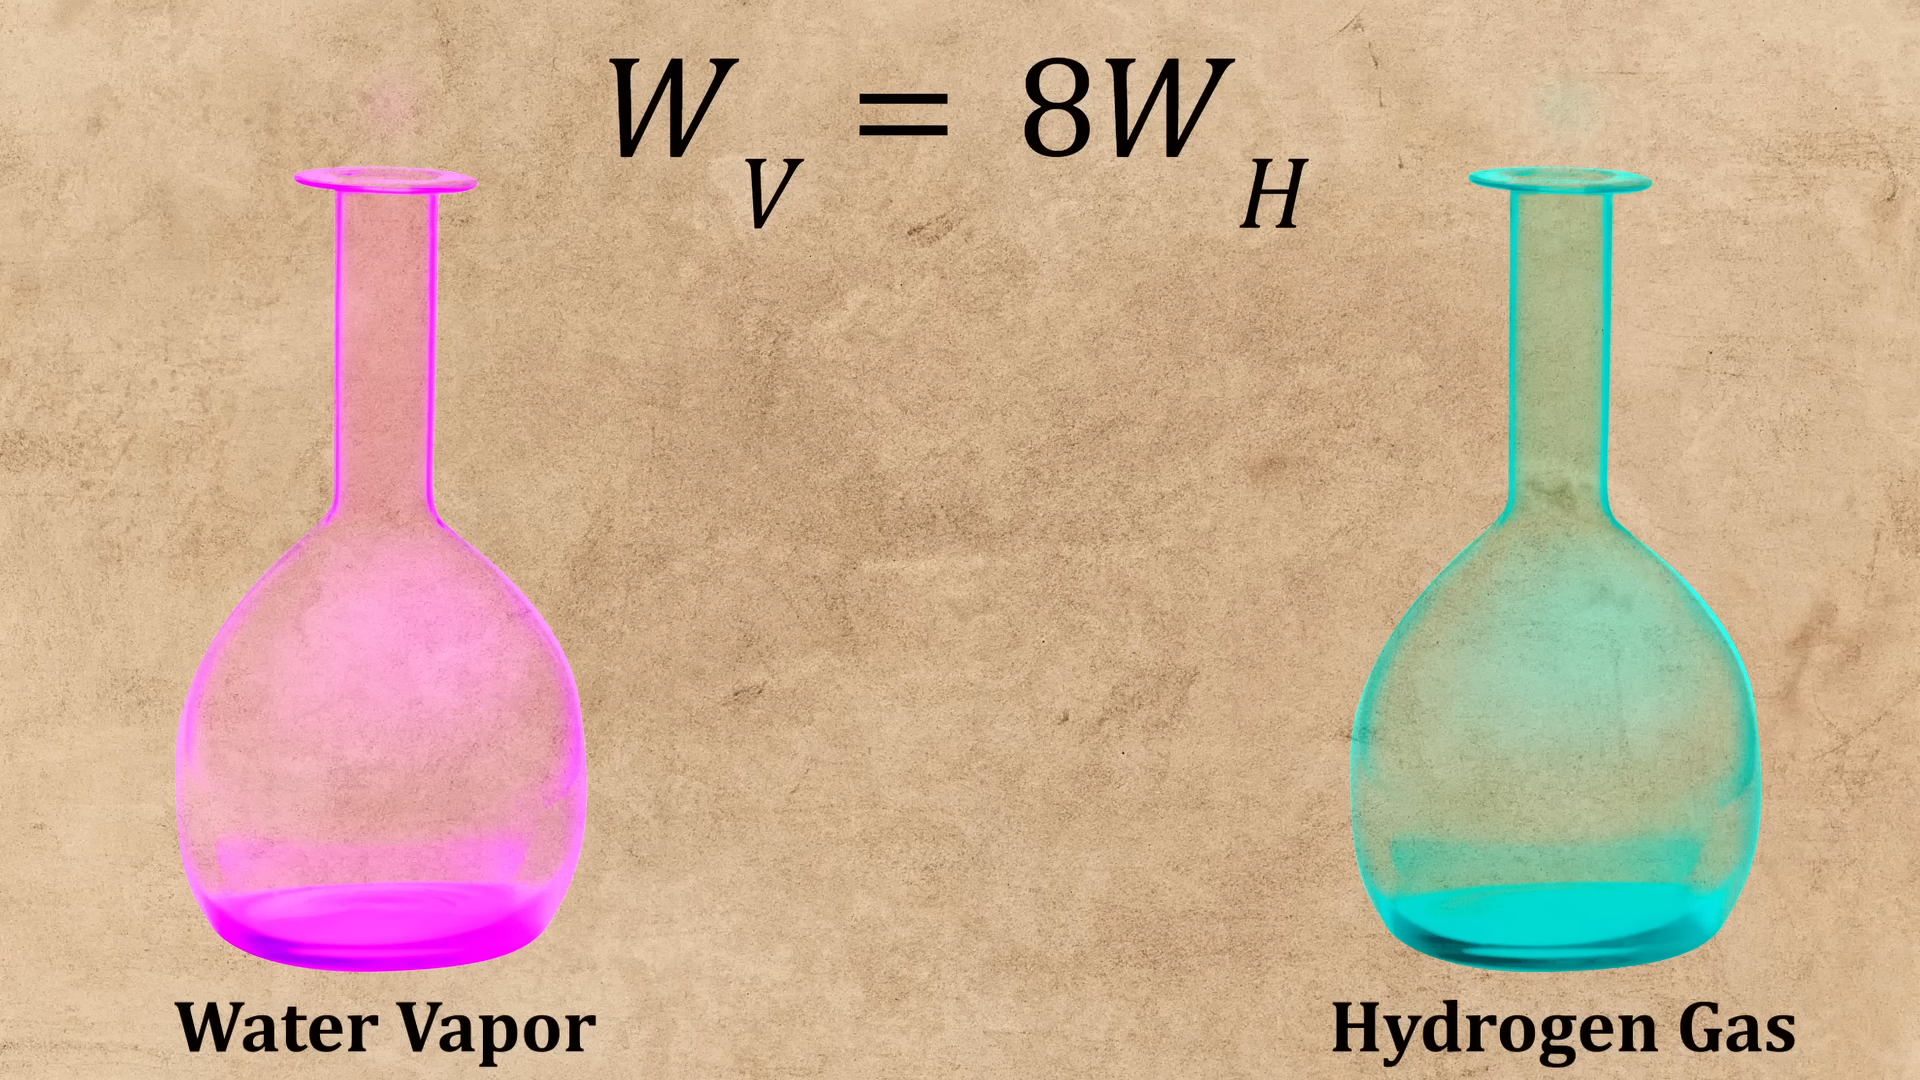 W_V = 8W_H
Water Vapor
Hydrogen Gas